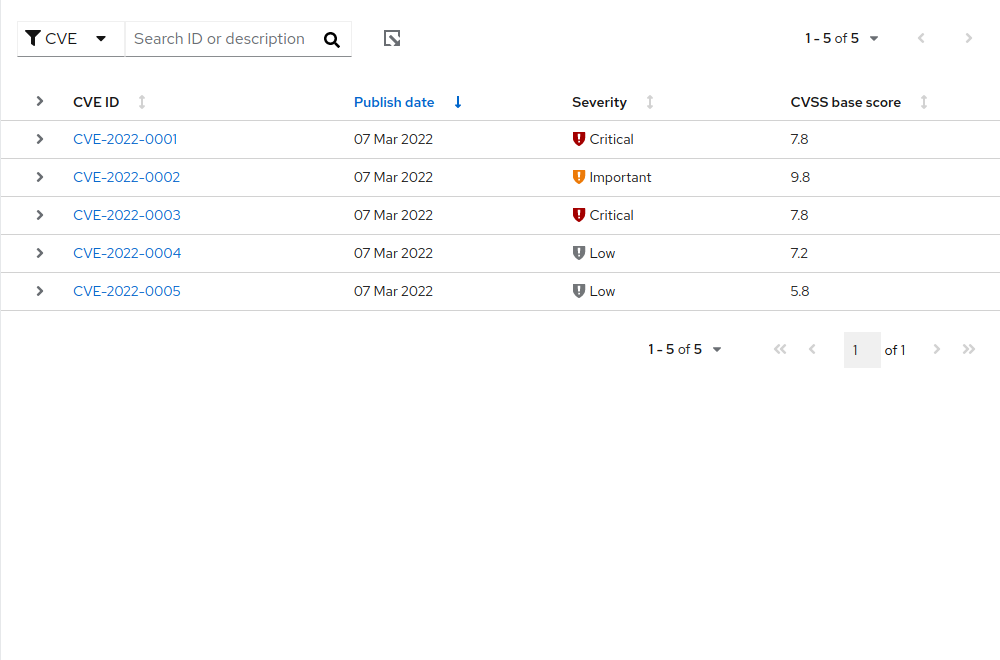 CVE Search ID or description 1 - 5 of 5
CVE ID Publish date Severity CVSS base score
CVE-2022-0001 07 Mar 2022 Critical 7.8
CVE-2022-0002 07 Mar 2022 Important 9.8
CVE-2022-0003 07 Mar 2022 Critical 7.8
CVE-2022-0004 07 Mar 2022 Low 7.2
CVE-2022-0005 07 Mar 2022 Low 5.8
1 - 5 of 5 1 of 1